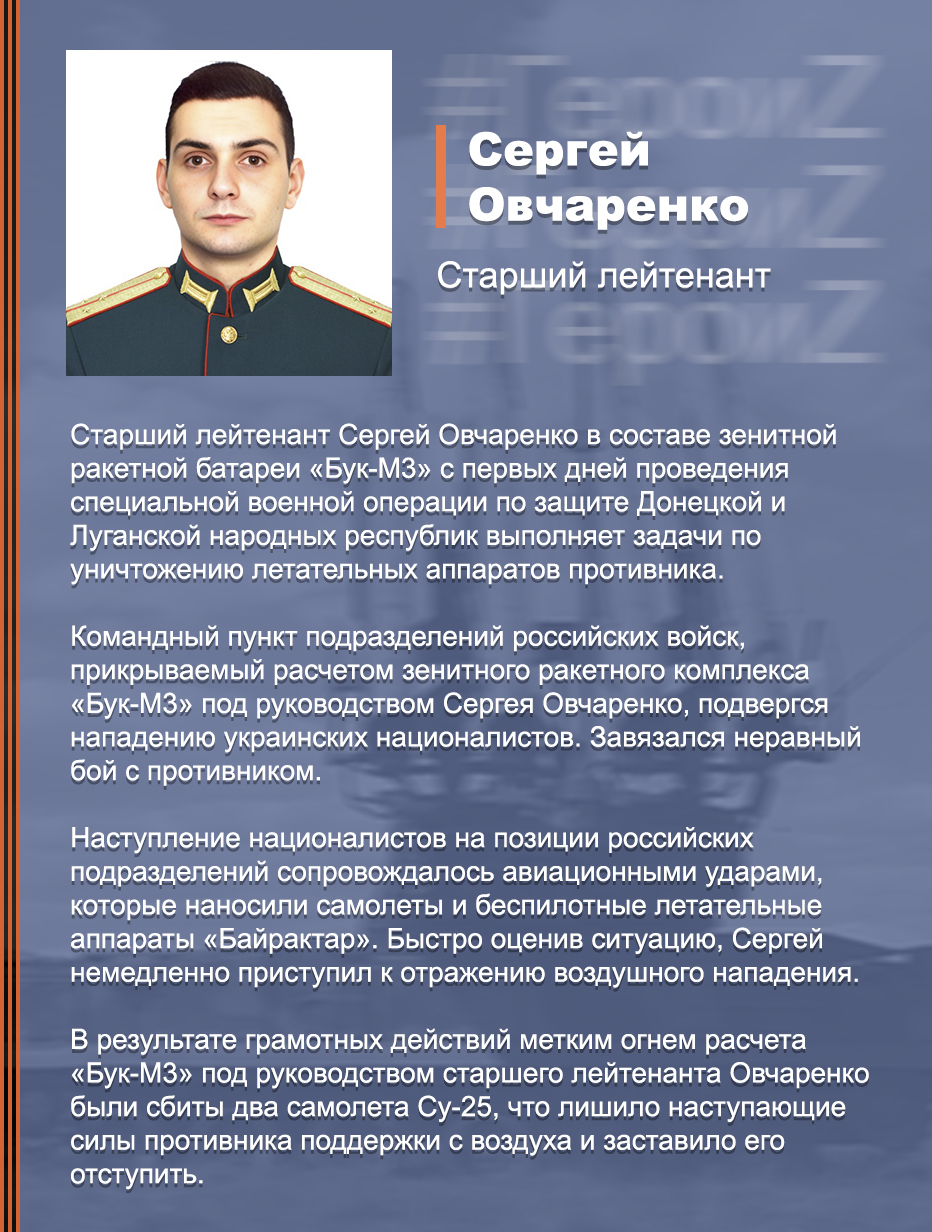 #ГероиZ
Сергей
#ГероиZ
Овчаренко
Старший лейтенант
#ГероиZ
Старший лейтенант Сергей Овчаренко в составе зенитной
ракетной батареи «Бук-М3» с первых дней проведения
специальной военной операции по защите Донецкой и
Луганской народных республик выполняет задачи по
уничтожению летательных аппаратов противника.
Командный пункт подразделений российских войск,
прикрываемый расчетом зенитного ракетного комплекса
«Бук-М3» под руководством Сергея Овчаренко, подвергся
нападению украинских националистов. Завязался неравный
бой с противником.
Наступление националистов на позиции российских
подразделений сопровождалось авиационными ударами,
которые наносили самолеты и беспилотные летательные
аппараты «Байрактар». Быстро оценив ситуацию, Сергей
немедленно приступил к отражению воздушного нападения.
В результате грамотных действий метким огнем расчета
«Бук-М3» под руководством старшего лейтенанта Овчаренко
были сбиты два самолета Су-25, что лишило наступающие
силы противника поддержки с воздуха и заставило его
отступить.